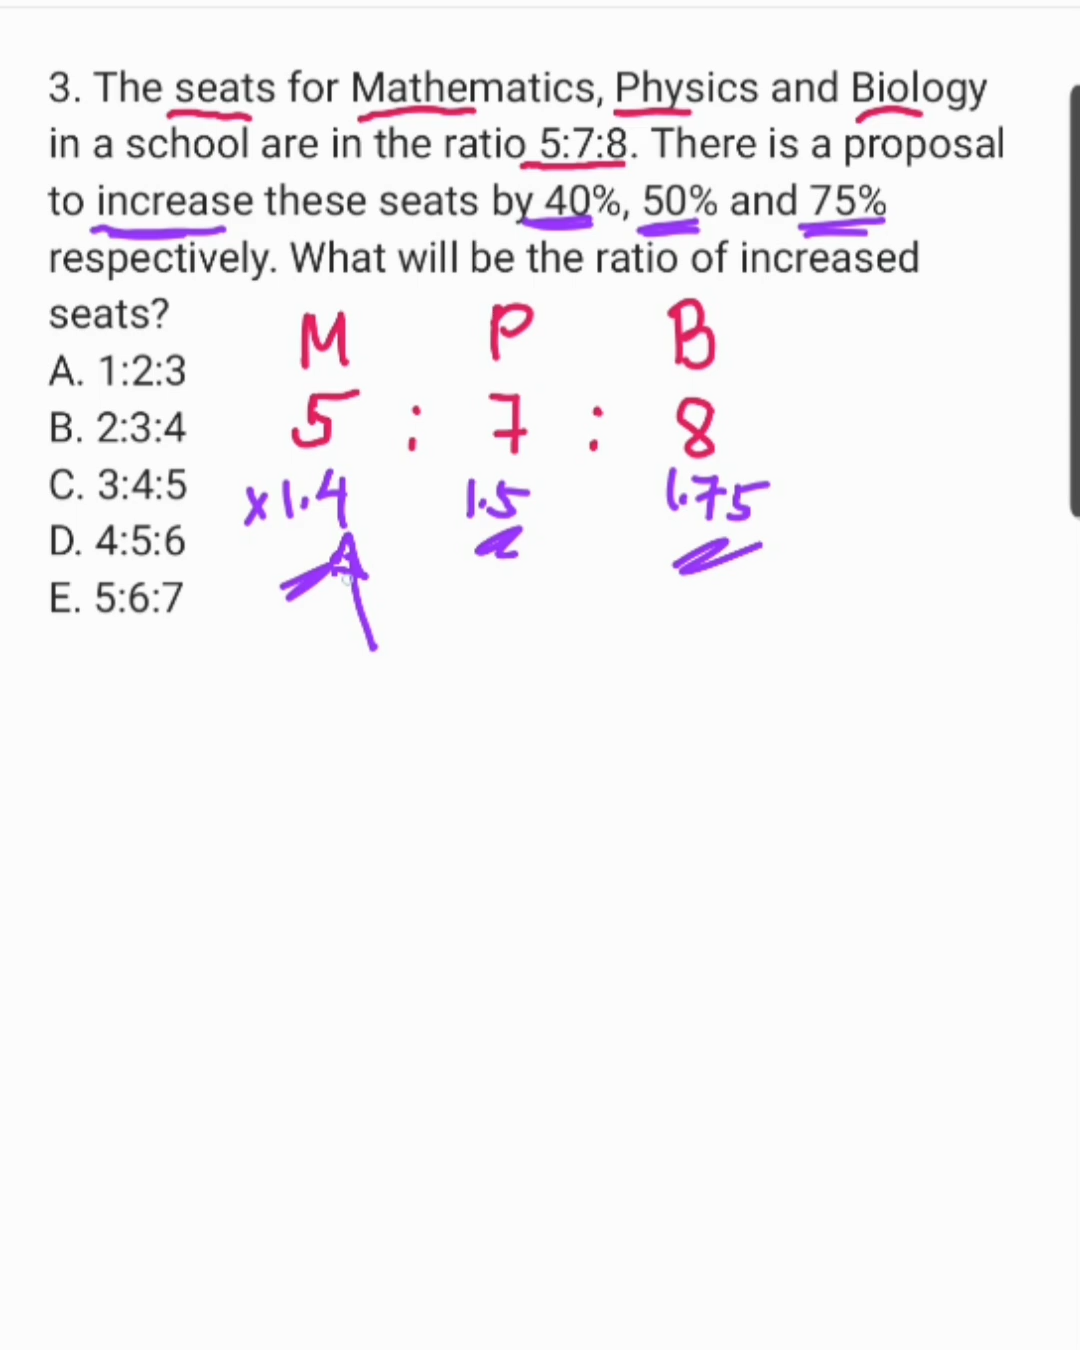 3. The seats for Mathematics, Physics and Biology
in a school are in the ratio 5:7:8. There is a proposal
to increase these seats by 40%, 50% and 75%
respectively. What will be the ratio of increased
seats?
A. 1:2:3
B. 2:3:4
C. 3:4:5
D. 4:5:6
E. 5:6:7
M P B
5 : 7 : 8
x1.4 1.5 1.75